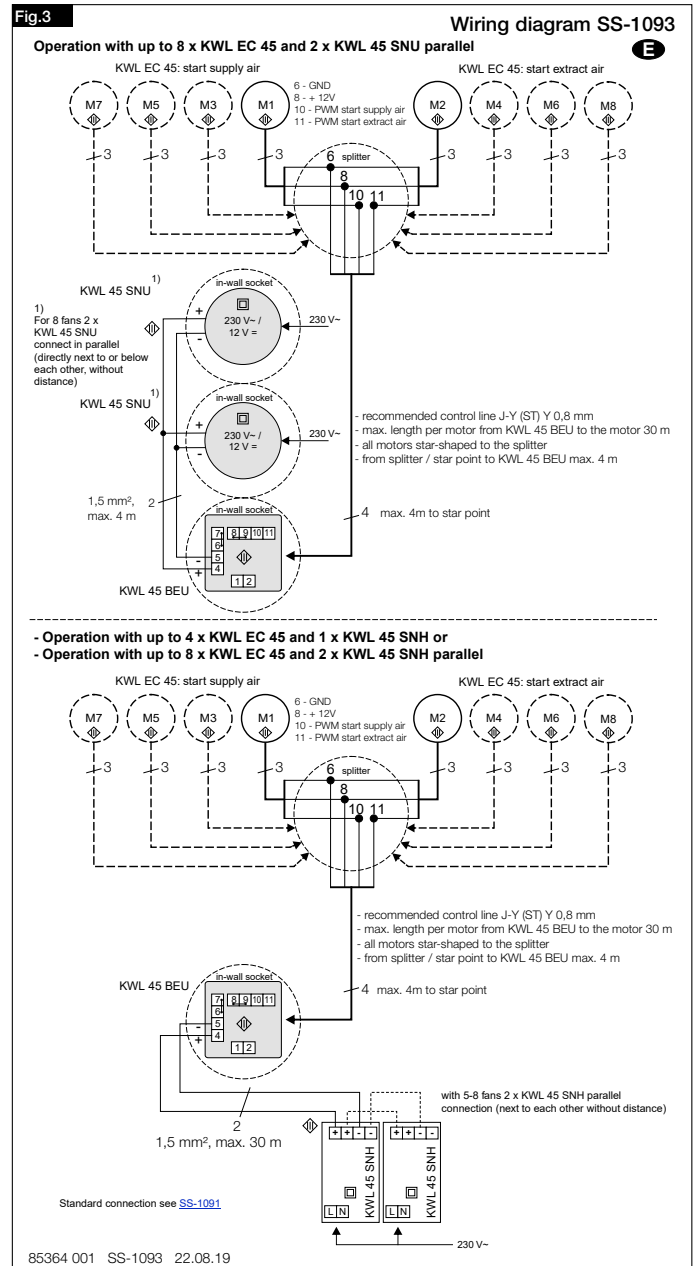 Fig.3
Wiring diagram SS-1093
Operation with up to 8 x KWL EC 45 and 2 x KWL 45 SNU parallel
E
KWL EC 45: start supply air
KWL EC 45: start extract air
6 - GND
8 - + 12V
10 - PWM start supply air
11 - PWM start extract air
M7 M5 M3 M1 M2 M4 M6 M8
3 3 3 3 3 3 3 3
6 splitter
8
10 11
KWL 45 SNU 1)
in-wall socket
1)
For 8 fans 2 x
KWL 45 SNU
connect in parallel
(directly next to or below
each other, without
distance)
+
230 V~ /
12 V =
-
230 V~
KWL 45 SNU 1)
in-wall socket
+
230 V~ /
12 V =
-
230 V~
- recommended control line J-Y (ST) Y 0,8 mm
- max. length per motor from KWL 45 BEU to the motor 30 m
- all motors star-shaped to the splitter
- from splitter / star point to KWL 45 BEU max. 4 m
1,5 mm²,
max. 4 m
2
in-wall socket
7 8 9 10 11
6
- 5
+ 4
1 2
4 max. 4m to star point
KWL 45 BEU
- Operation with up to 4 x KWL EC 45 and 1 x KWL 45 SNH or
- Operation with up to 8 x KWL EC 45 and 2 x KWL 45 SNH parallel
KWL EC 45: start supply air
KWL EC 45: start extract air
6 - GND
8 - + 12V
10 - PWM start supply air
11 - PWM start extract air
M7 M5 M3 M1 M2 M4 M6 M8
3 3 3 3 3 3 3 3
6 splitter
8
10 11
- recommended control line J-Y (ST) Y 0,8 mm
- max. length per motor from KWL 45 BEU to the motor 30 m
- all motors star-shaped to the splitter
- from splitter / star point to KWL 45 BEU max. 4 m
KWL 45 BEU
in-wall socket
7 8 9 10 11
6
- 5
+ 4
1 2
4 max. 4m to star point
2
1,5 mm², max. 30 m
with 5-8 fans 2 x KWL 45 SNH parallel
connection (next to each other without distance)
+ + - -
+ + - -
KWL 45 SNH
KWL 45 SNH
L N
L N
Standard connection see SS-1091
230 V~
85364 001 SS-1093 22.08.19